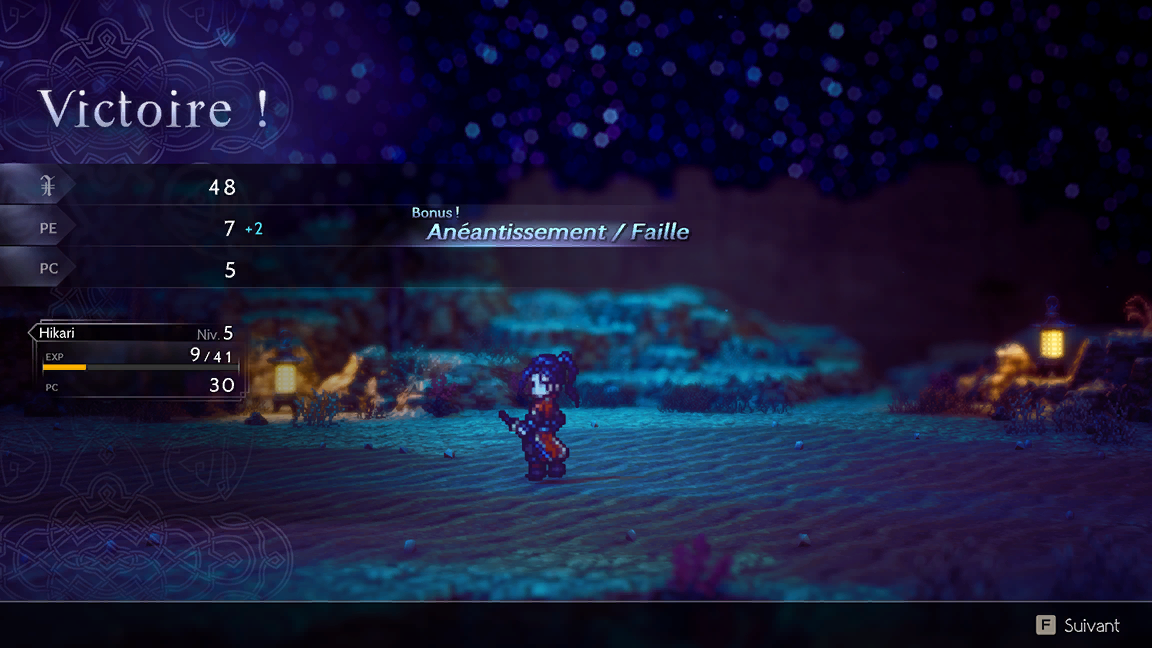 Victoire !
48
PE 7 +2
Bonus !
Anéantissement / Faille
PC 5
Hikari Niv. 5
EXP 9/41
PC 30
F Suivant